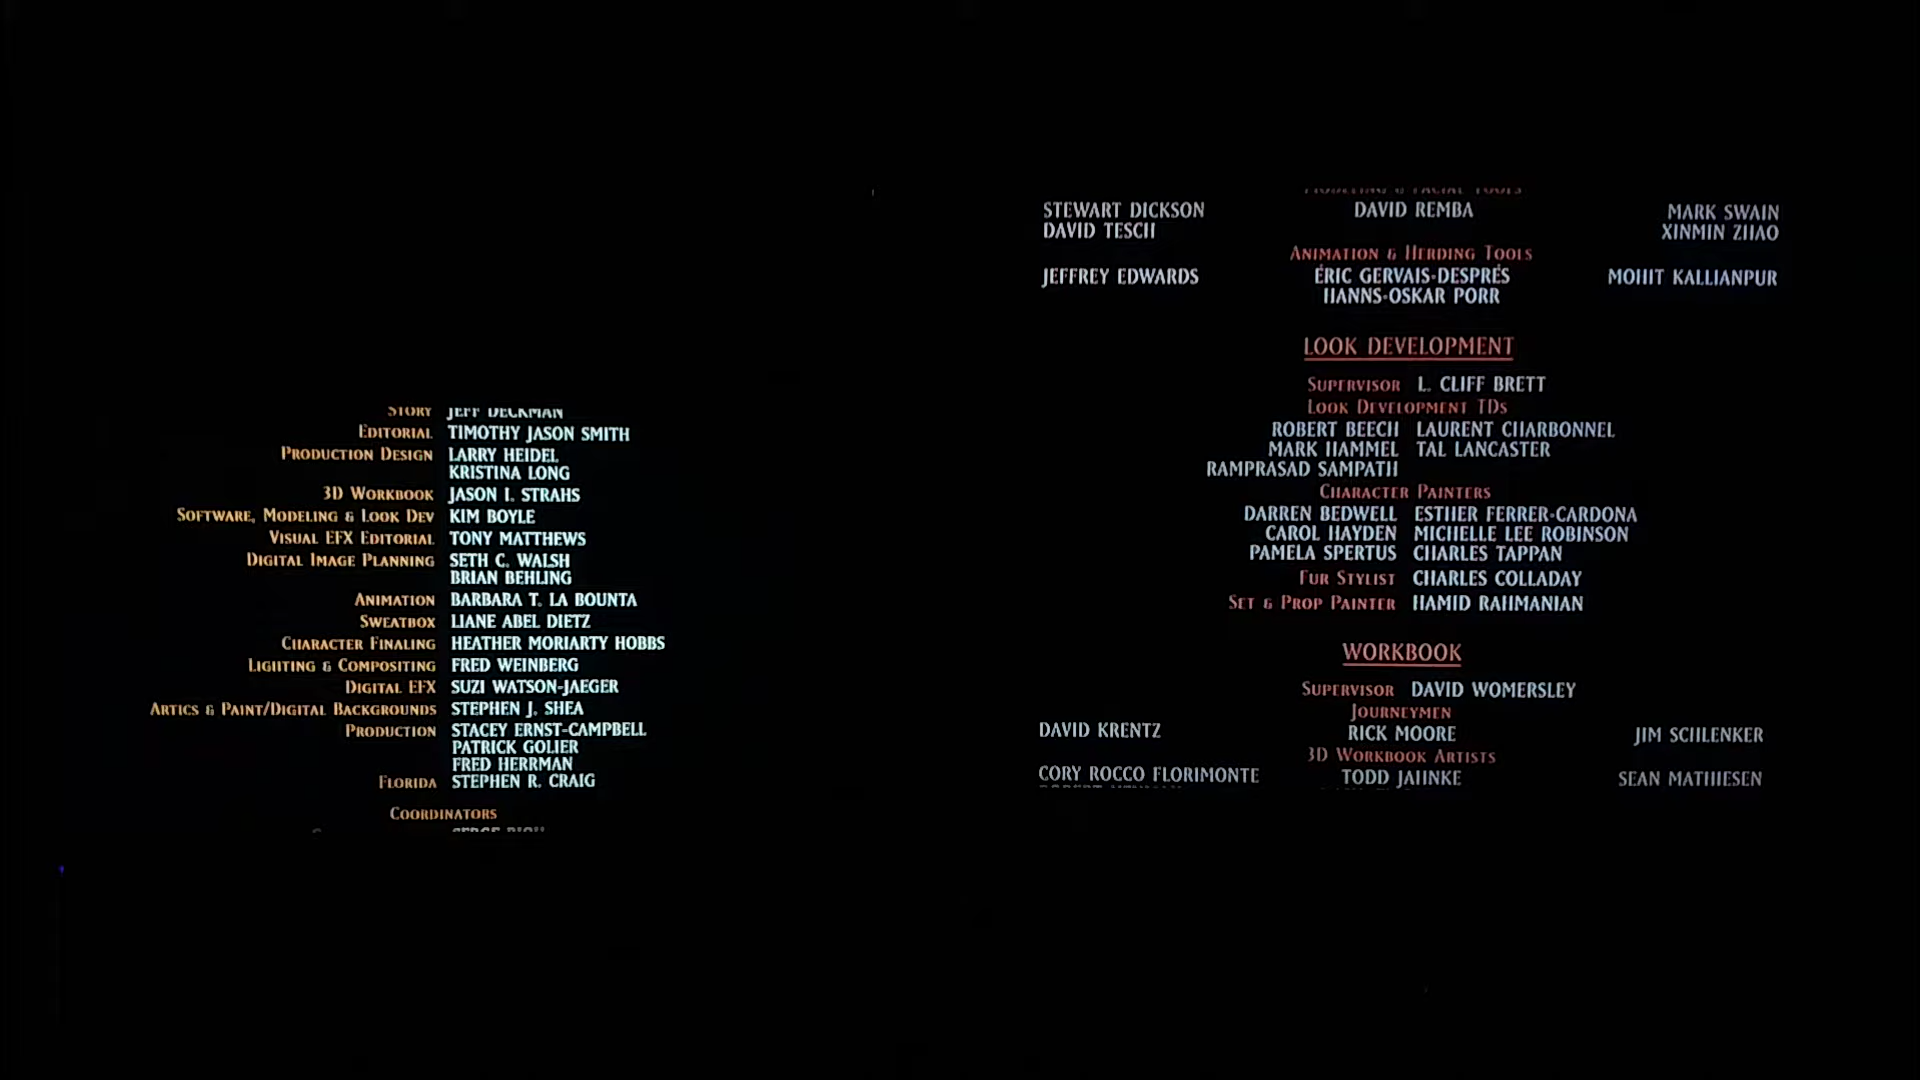 STORY JEFF DECKMAN
EDITORIAL TIMOTHY JASON SMITH
PRODUCTION DESIGN LARRY HEIDEL
KRISTINA LONG
3D WORKBOOK JASON I. STRAHS
SOFTWARE, MODELING & LOOK DEV KIM BOYLE
VISUAL EFX EDITORIAL TONY MATTHEWS
DIGITAL IMAGE PLANNING SETH C. WALSH
BRIAN BEHLING
ANIMATION BARBARA T. LA BOUNTA
SWEATBOX LIANE ABEL DIETZ
CHARACTER FINALING HEATHER MORIARTY HOBBS
LIGHTING & COMPOSITING FRED WEINBERG
DIGITAL EFX SUZI WATSON-JAEGER
ARTICS & PAINT/DIGITAL BACKGROUNDS STEPHEN J. SHEA
PRODUCTION STACEY ERNST-CAMPBELL
PATRICK GOLIER
FRED HERRMAN
FLORIDA STEPHEN R. CRAIG
COORDINATORS
MODELING & FACIAL TOOLS
STEWART DICKSON DAVID REMBA MARK SWAIN
DAVID TESCH XINMIN ZHAO
ANIMATION & HERDING TOOLS
JEFFREY EDWARDS ÉRIC GERVAIS-DESPRÉS MOHIT KALLIANPUR
HANNS-OSKAR PORR
LOOK DEVELOPMENT
SUPERVISOR L. CLIFF BRETT
LOOK DEVELOPMENT TDS
ROBERT BEECH LAURENT CHARBONNEL
MARK HAMMEL TAL LANCASTER
RAMPRASAD SAMPATH
CHARACTER PAINTERS
DARREN BEDWELL ESTHER FERRER-CARDONA
CAROL HAYDEN MICHELLE LEE ROBINSON
PAMELA SPERTUS CHARLES TAPPAN
FUR STYLIST CHARLES COLLADAY
SET & PROP PAINTER HAMID RAHMANIAN
WORKBOOK
SUPERVISOR DAVID WOMERSLEY
JOURNEYMEN
DAVID KRENTZ RICK MOORE JIM SCHLENKER
3D WORKBOOK ARTISTS
CORY ROCCO FLORIMONTE TODD JAHNKE SEAN MATHIESEN